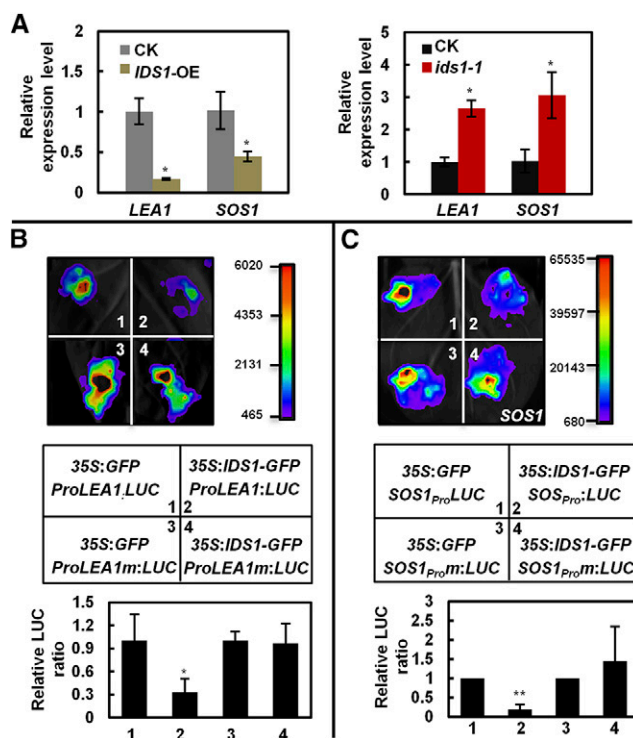 A
Relative
expression level
2
1.5
1
0.5
0
CK
IDS1-OE
*
*
LEA1 SOS1
Relative
expression level
5
4
3
2
1
0
CK
ids1-1
*
*
LEA1 SOS1
B
1 2
3 4
6020
4353
2131
465
35S:GFP
ProLEA1:LUC
1
35S:IDS1-GFP
ProLEA1:LUC
2
3
35S:GFP
ProLEA1m:LUC
4
35S:IDS1-GFP
ProLEA1m:LUC
Relative LUC
ratio
1.5
1.2
0.9
0.6
0.3
0
*
1 2 3 4
C
1 2
3 4
SOS1
65535
39597
20143
680
35S:GFP
SOS1ProLUC
1
35S:IDS1-GFP
SOSPro:LUC
2
3
35S:GFP
SOS1Prom:LUC
4
35S:IDS1-GFP
SOS1Prom:LUC
Relative LUC
ratio
3
2.5
2
1.5
1
0.5
0
**
1 2 3 4